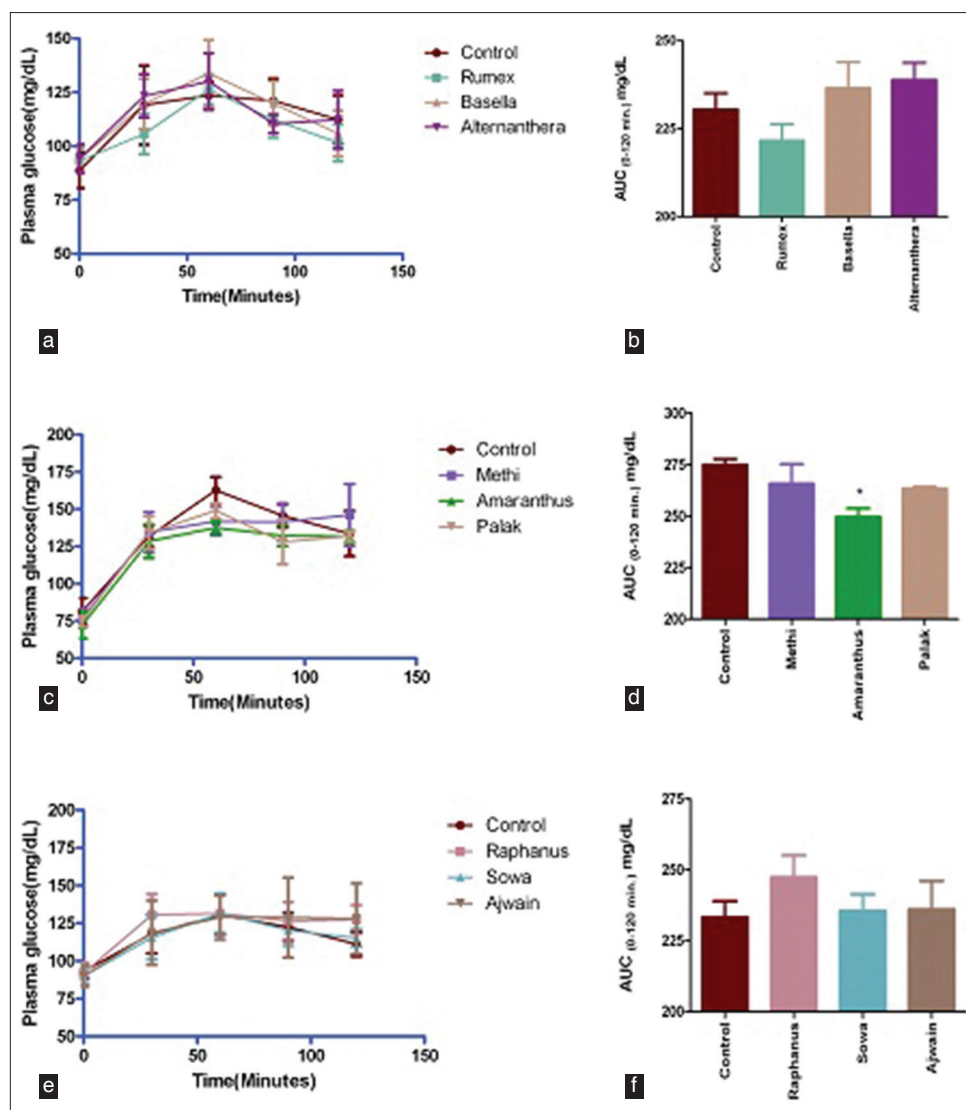 Plasma glucose(mg/dL)
150
125
100
75
50
0
50
100
150
Time(Minutes)
Control
Rumex
Basella
Alternanthera
a
AUC (0-120 min.) mg/dL
250
225
200
Control
Rumex
Basella
Alternanthera
b
Plasma glucose(mg/dL)
200
175
150
125
100
75
50
0
50
100
150
Time(Minutes)
Control
Methi
Amaranthus
Palak
c
AUC (0-120 min.) mg/dL
300
275
250
225
200
*
Control
Methi
Amaranthus
Palak
d
Plasma glucose(mg/dL)
200
175
150
125
100
75
50
0
50
100
150
Time(Minutes)
Control
Raphanus
Sowa
Ajwain
e
AUC (0-120 min.) mg/dL
275
250
225
200
Control
Raphanus
Sowa
Ajwain
f